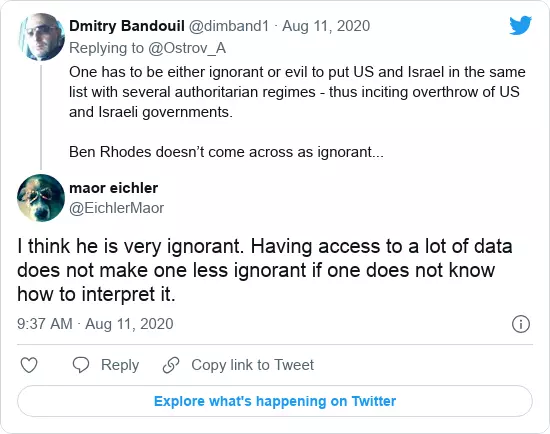 Dmitry Bandouil @dimband1 · Aug 11, 2020
Replying to @Ostrov_A
One has to be either ignorant or evil to put US and Israel in the same
list with several authoritarian regimes - thus inciting overthrow of US
and Israeli governments.
Ben Rhodes doesn’t come across as ignorant...
maor eichler
@EichlerMaor
I think he is very ignorant. Having access to a lot of data
does not make one less ignorant if one does not know
how to interpret it.
9:37 AM · Aug 11, 2020
Reply
Copy link to Tweet
Explore what's happening on Twitter